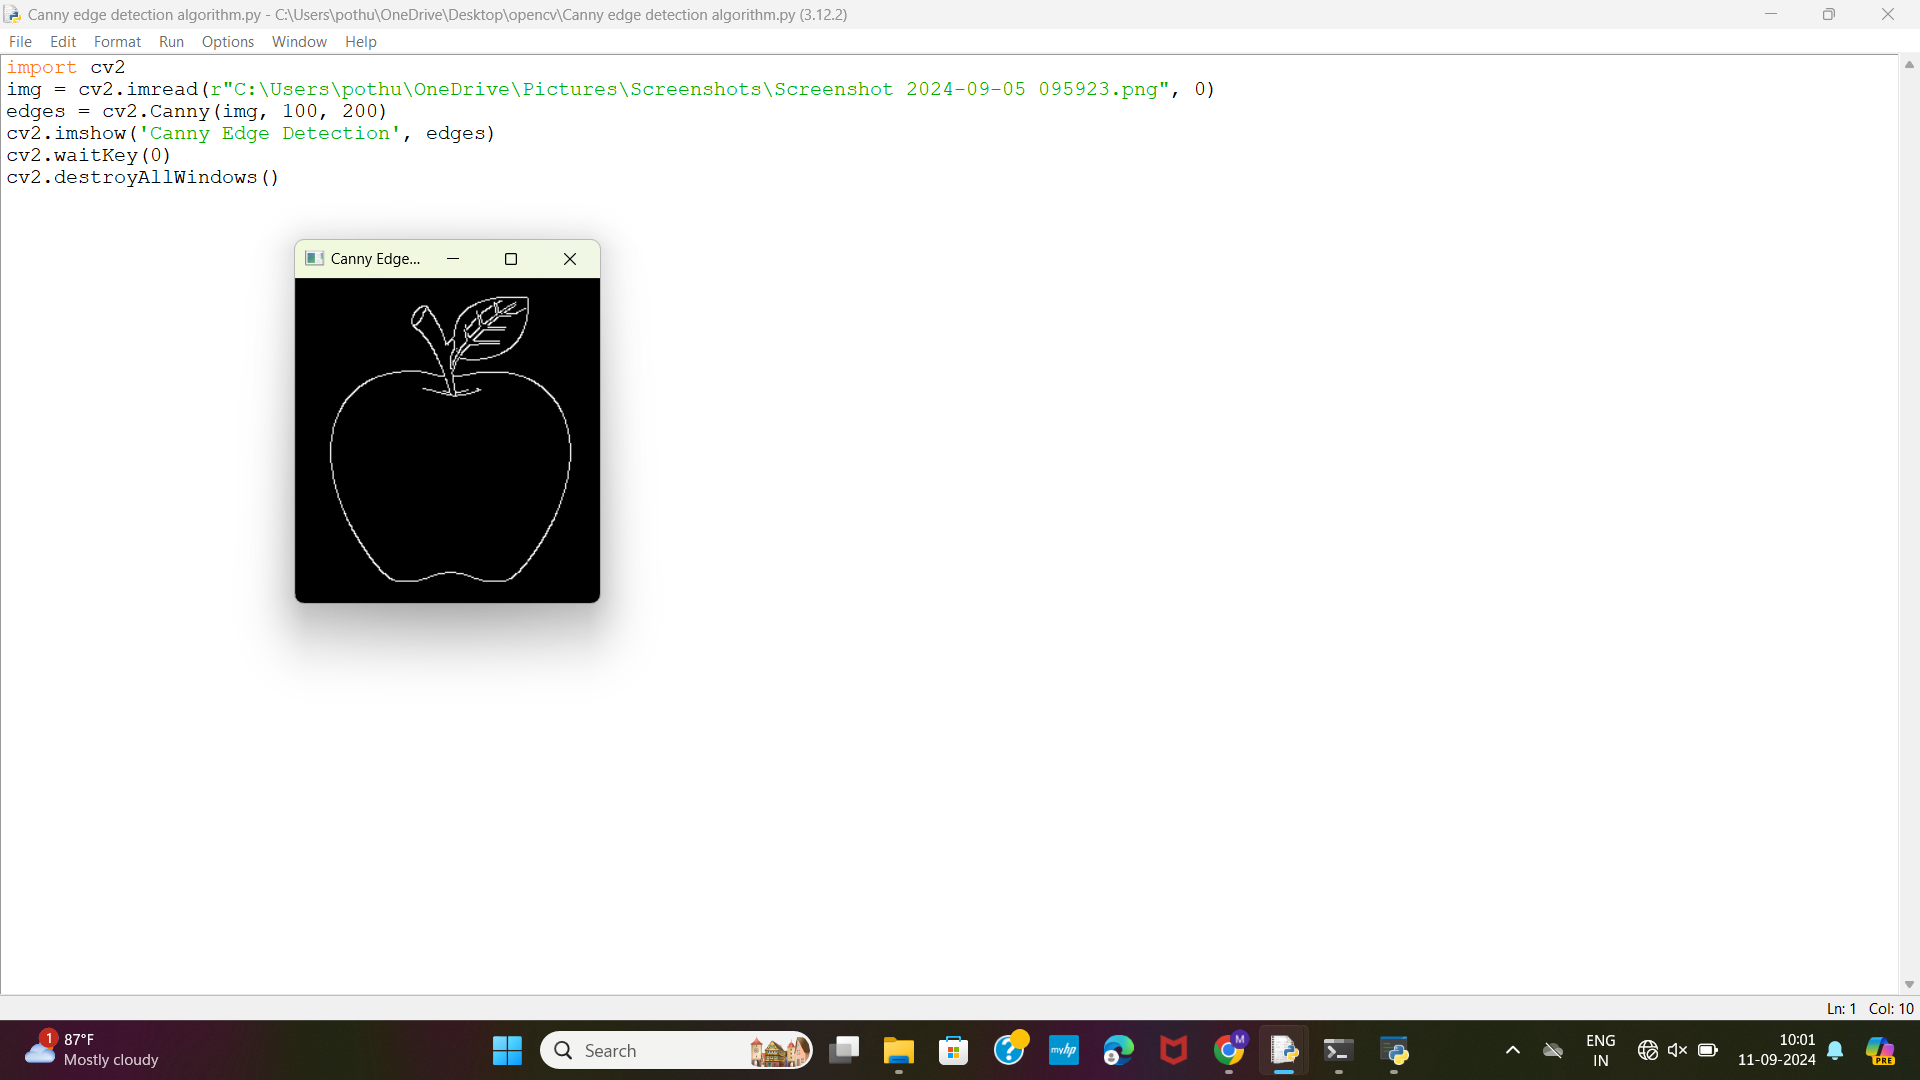 Canny edge detection algorithm.py - C:\Users\pothu\OneDrive\Desktop\opencv\Canny edge detection algorithm.py (3.12.2)
File Edit Format Run Options Window Help
import cv2
img = cv2.imread(r"C:\Users\pothu\OneDrive\Pictures\Screenshots\Screenshot 2024-09-05 095923.png", 0)
edges = cv2.Canny(img, 100, 200)
cv2.imshow('Canny Edge Detection', edges)
cv2.waitKey(0)
cv2.destroyAllWindows()
Canny Edge...
Ln: 1 Col: 10
1
87°F
Mostly cloudy
Search
myhp
M
ENG
IN
10:01
11-09-2024
PRE